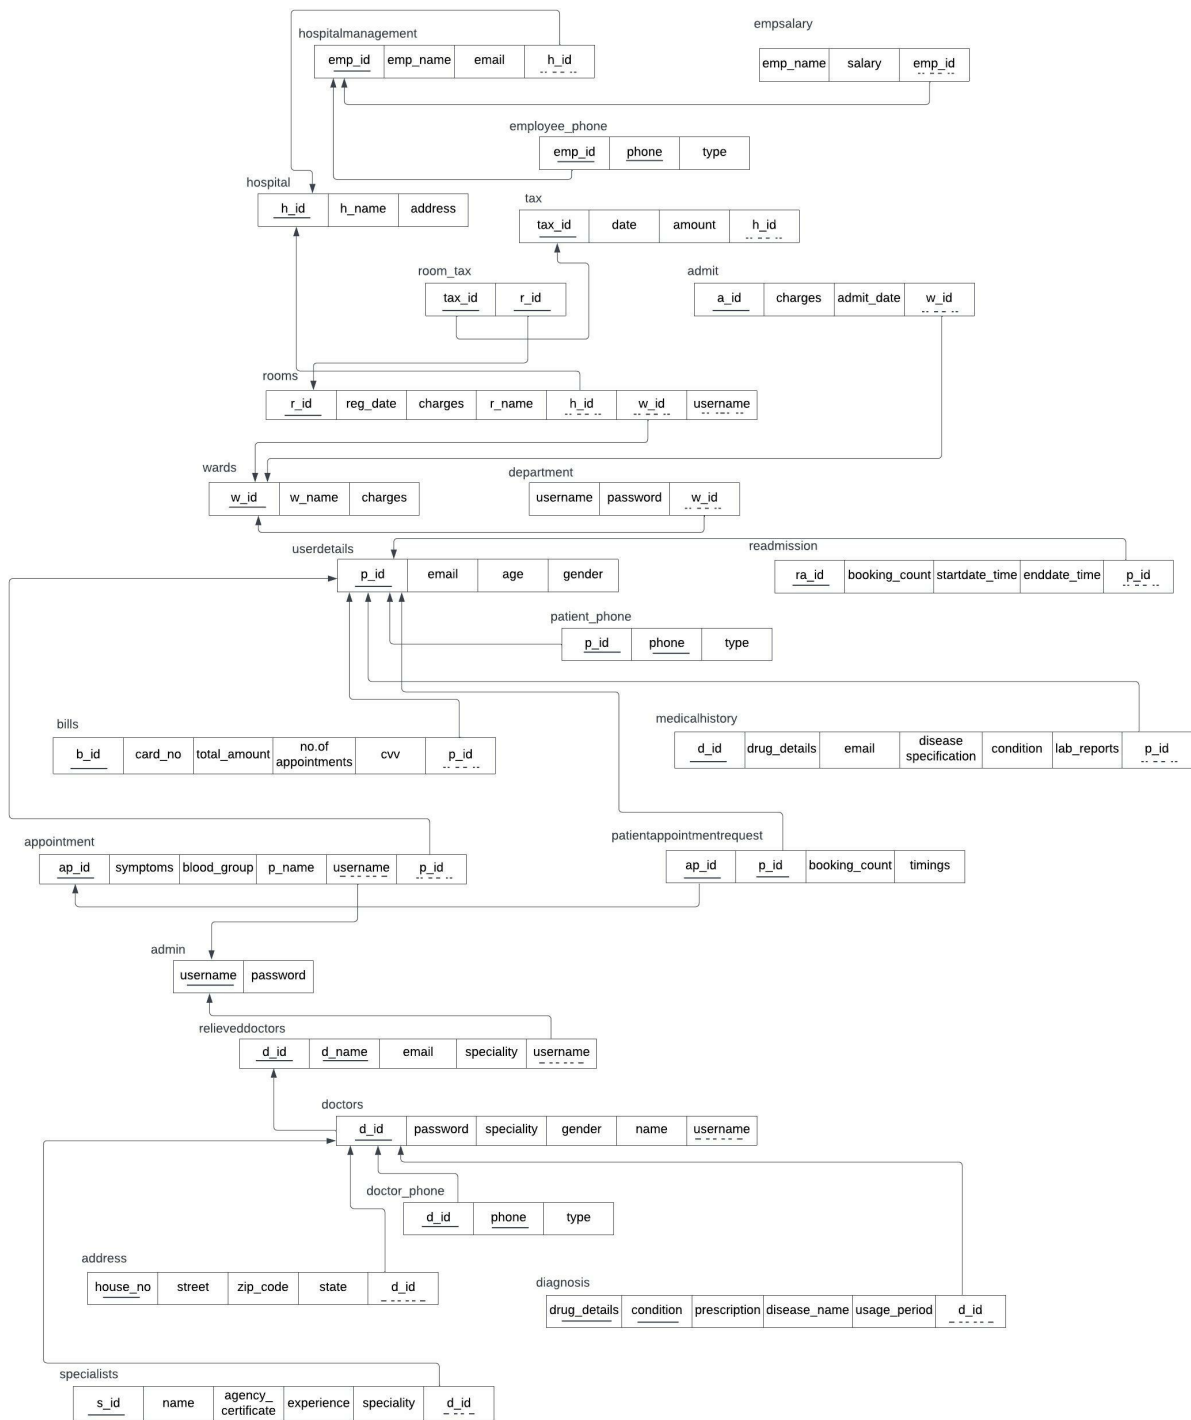 empsalary
hospitalmanagement
emp_id emp_name email h_id
emp_name salary emp_id
employee_phone
emp_id phone type
hospital
h_id h_name address
tax
tax_id date amount h_id
room_tax
tax_id r_id
admit
a_id charges admit_date w_id
rooms
r_id reg_date charges r_name h_id w_id username
wards
w_id w_name charges
department
username password w_id
userdetails
p_id email age gender
readmission
ra_id booking_count startdate_time enddate_time p_id
patient_phone
p_id phone type
bills
b_id card_no total_amount no.of
appointments cvv p_id
medicalhistory
d_id drug_details email disease
specification condition lab_reports p_id
appointment
ap_id symptoms blood_group p_name username p_id
patientappointmentrequest
ap_id p_id booking_count timings
admin
username password
relieveddoctors
d_id d_name email speciality username
doctors
d_id password speciality gender name username
doctor_phone
d_id phone type
address
house_no street zip_code state d_id
diagnosis
drug_details condition prescription disease_name usage_period d_id
specialists
s_id name agency_
certificate experience speciality d_id